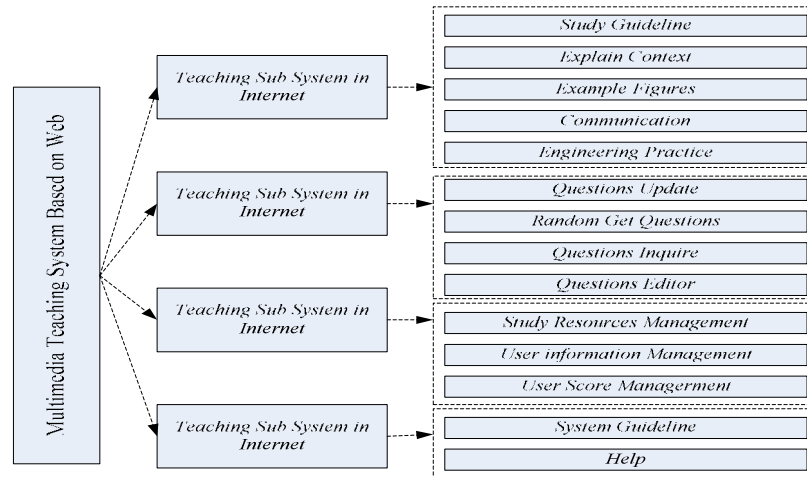 Multimedia Teaching System Based on Web
Teaching Sub System in
Internet
Study Guideline
Explain Context
Example Figures
Communication
Engineering Practice
Teaching Sub System in
Internet
Questions Update
Random Get Questions
Questions Inquire
Questions Editor
Teaching Sub System in
Internet
Study Resources Management
User information Management
User Score Managerment
Teaching Sub System in
Internet
System Guideline
Help